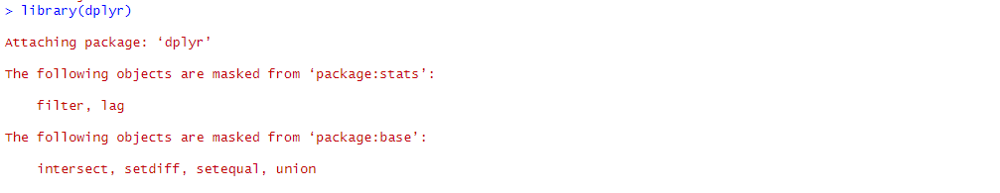 > library(dplyr)
Attaching package: ‘dplyr’
The following objects are masked from ‘package:stats’:
filter, lag
The following objects are masked from ‘package:base’:
intersect, setdiff, setequal, union